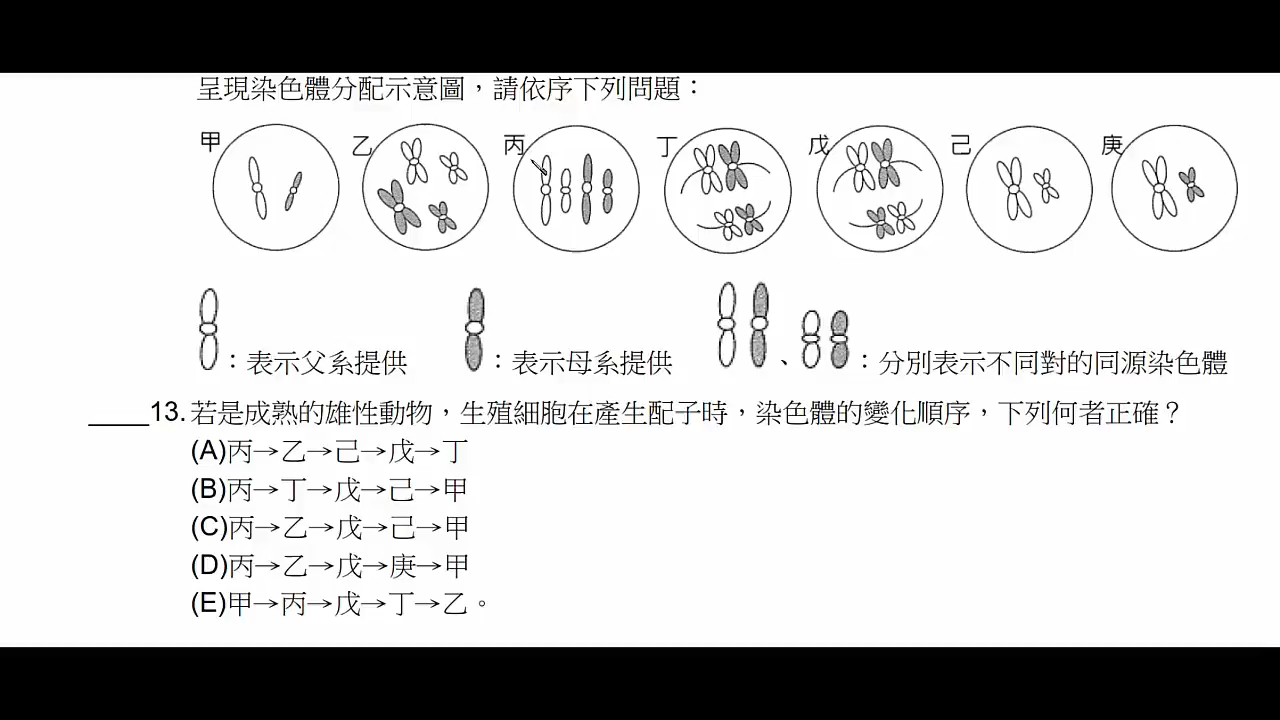 呈現染色體分配示意圖，請依序下列問題：
甲 乙 丙 丁 戊 己 庚
：表示父系提供 ：表示母系提供 、 ：分別表示不同對的同源染色體
____13. 若是成熟的雄性動物，生殖細胞在產生配子時，染色體的變化順序，下列何者正確？
(A)丙→乙→己→戊→丁
(B)丙→丁→戊→己→甲
(C)丙→乙→戊→己→甲
(D)丙→乙→戊→庚→甲
(E)甲→丙→戊→丁→乙。